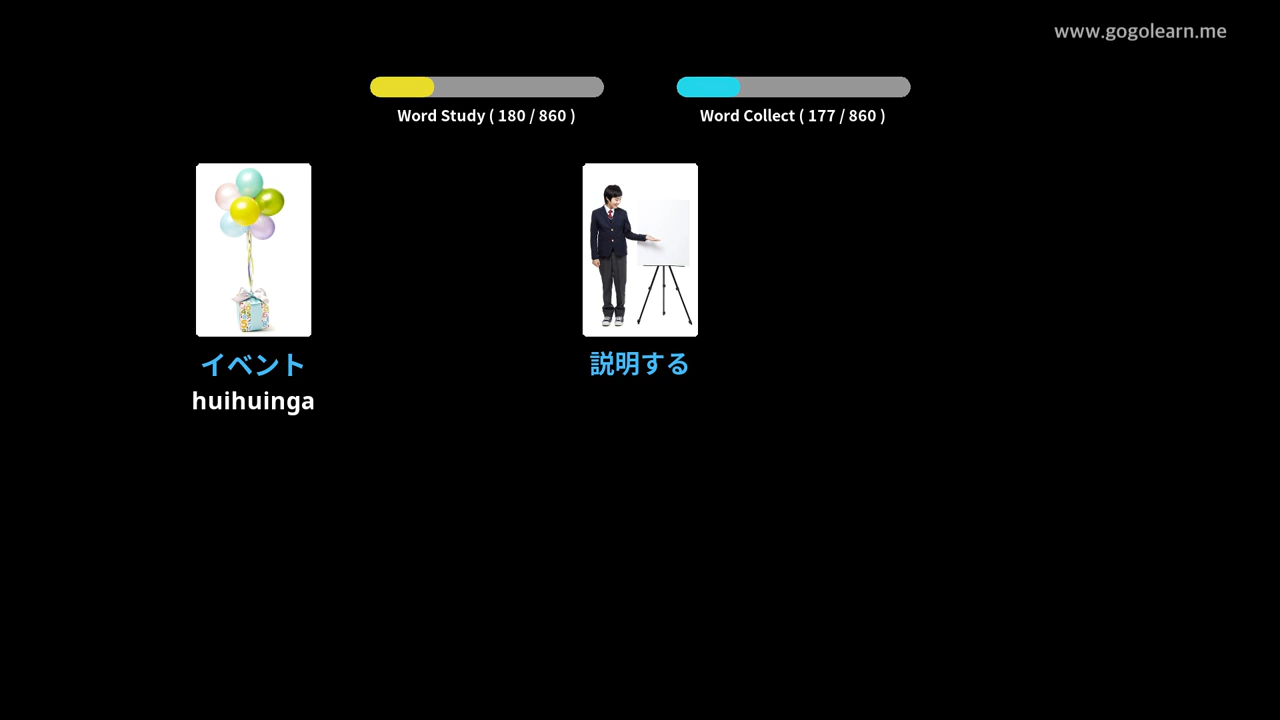 www.gogolearn.me
Word Study ( 180 / 860 )
Word Collect ( 177 / 860 )
イベント
huihuinga
説明する